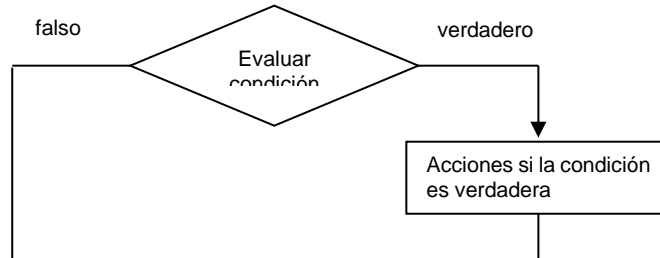 falso
verdadero
Evaluar
condición
Acciones si la condición
es verdadera